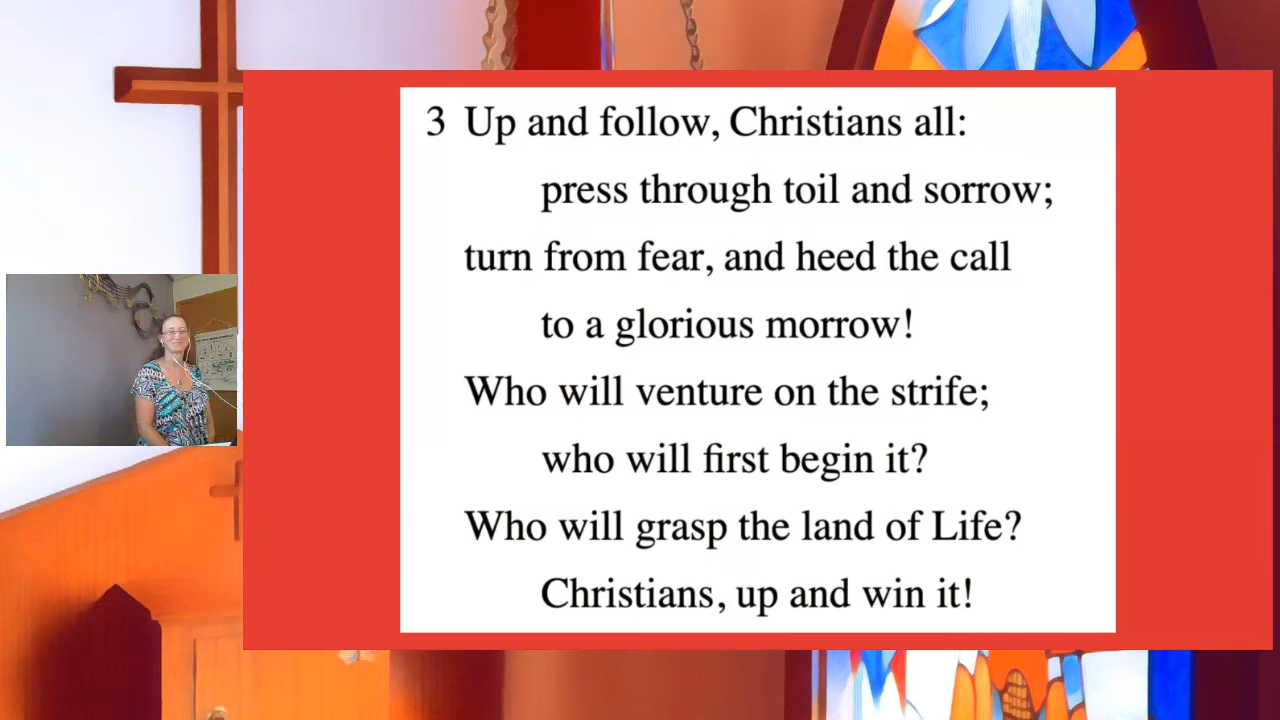 3 Up and follow, Christians all:
press through toil and sorrow;
turn from fear, and heed the call
to a glorious morrow!
Who will venture on the strife;
who will first begin it?
Who will grasp the land of Life?
Christians, up and win it!